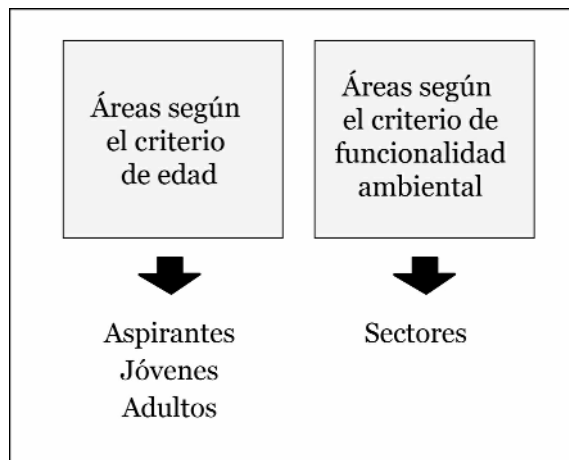 Áreas según
el criterio
de edad
Áreas según
el criterio de
funcionalidad
ambiental
Aspirantes
Jóvenes
Adultos
Sectores